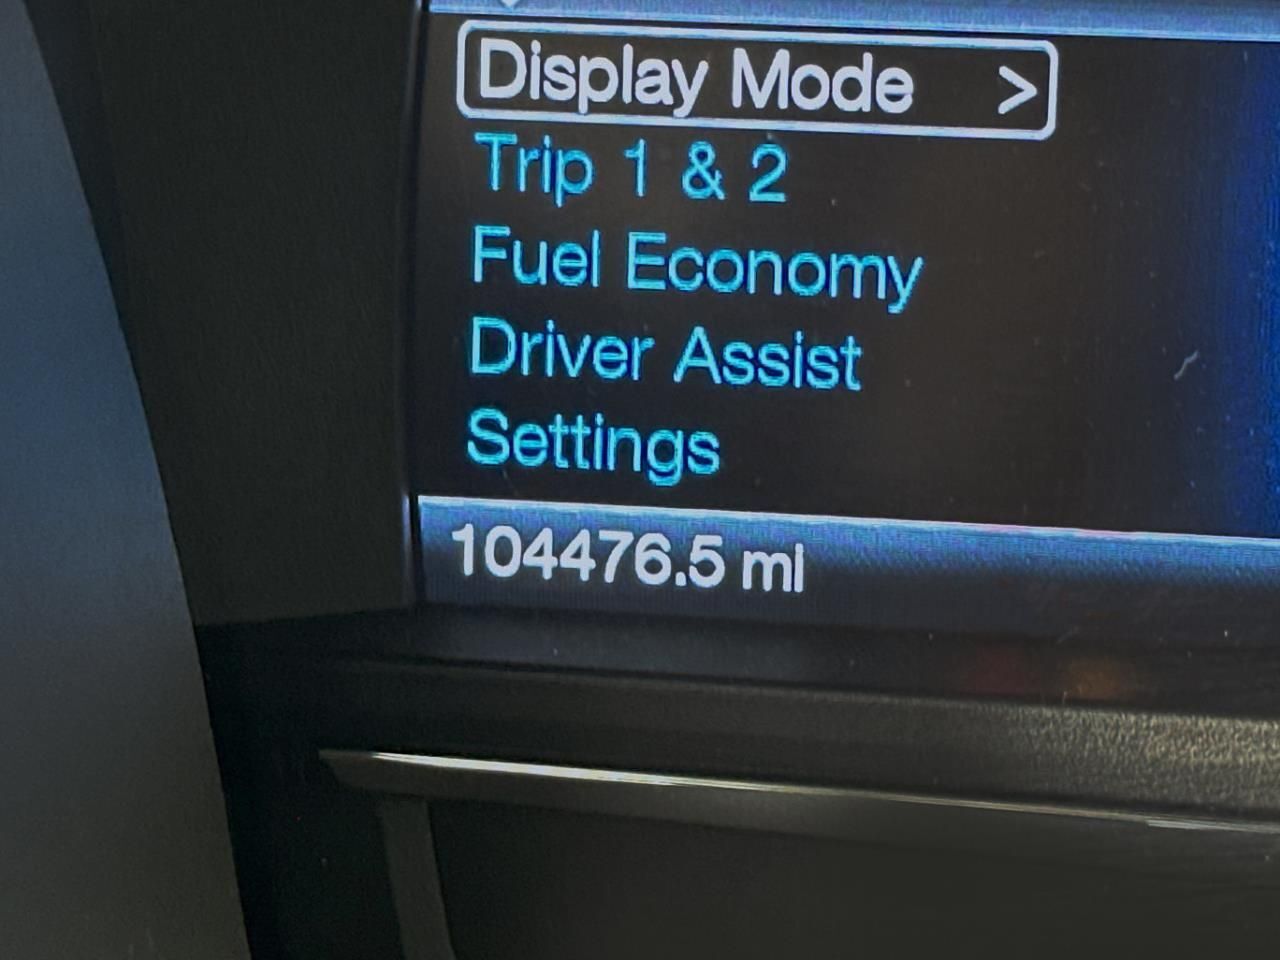 Display Mode >
Trip 1 & 2
Fuel Economy
Driver Assist
Settings
104476.5 mi